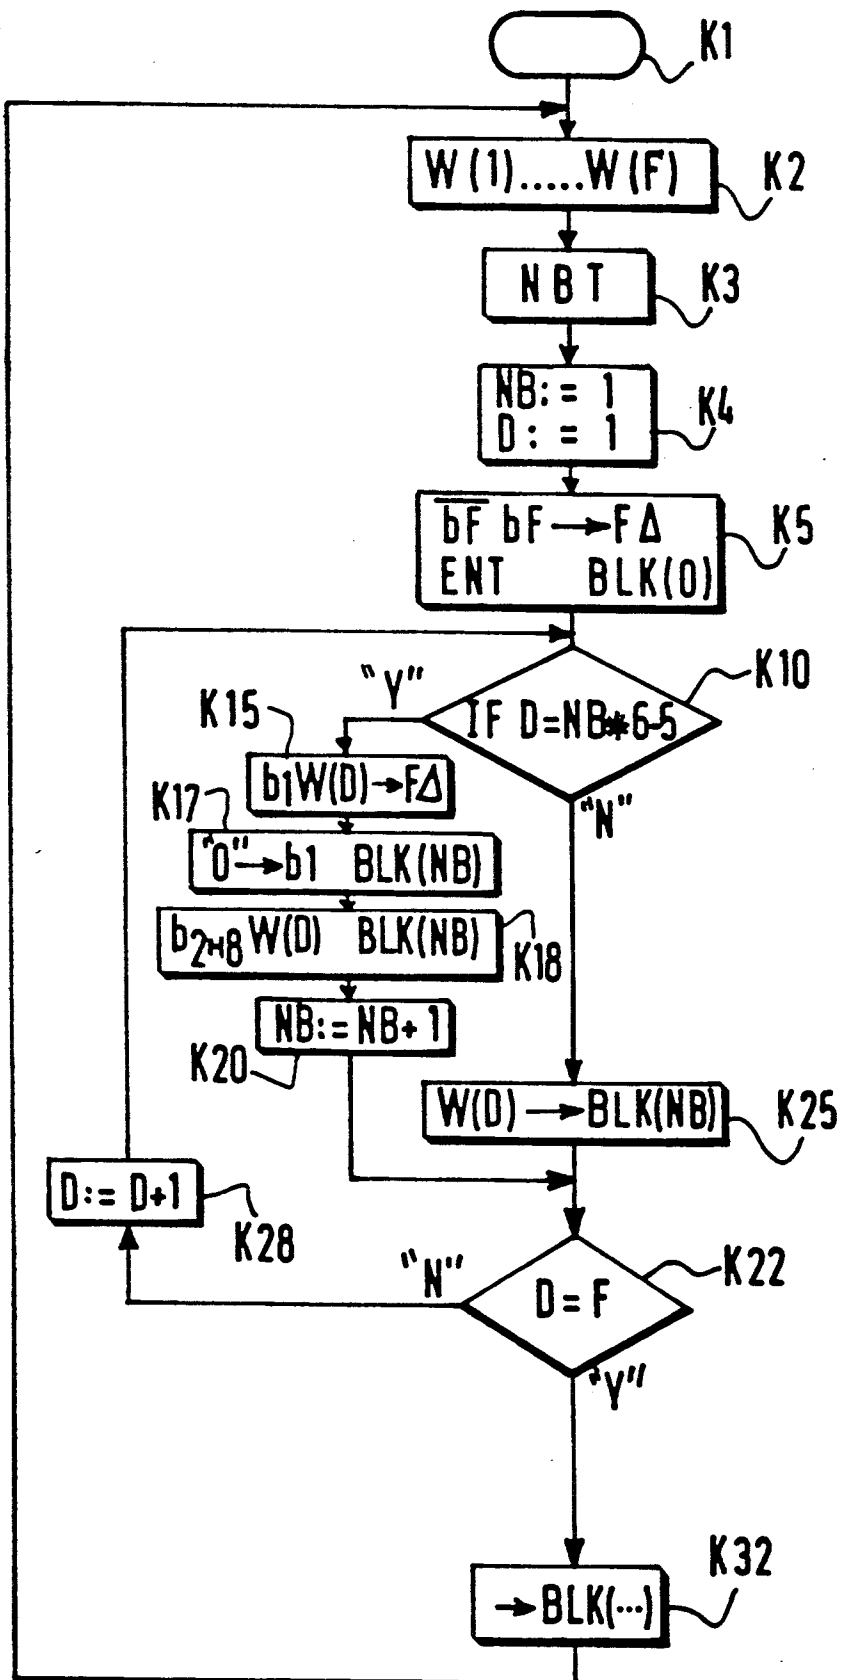 K1
W(1).....W(F)
K2
NBT
K3
NB:= 1
D:= 1
K4
b̅F̅ bF→FΔ
ENT BLK(0)
K5
IF D=NB*6-5
K10
"Y"
"N"
K15
b1W(D)→FΔ
K17
"0"→b1 BLK(NB)
b2→8W(D) BLK(NB)
K18
NB:=NB+1
K20
W(D)→BLK(NB)
K25
D:=D+1
K28
"N"
D=F
K22
"Y"
→BLK(...)
K32